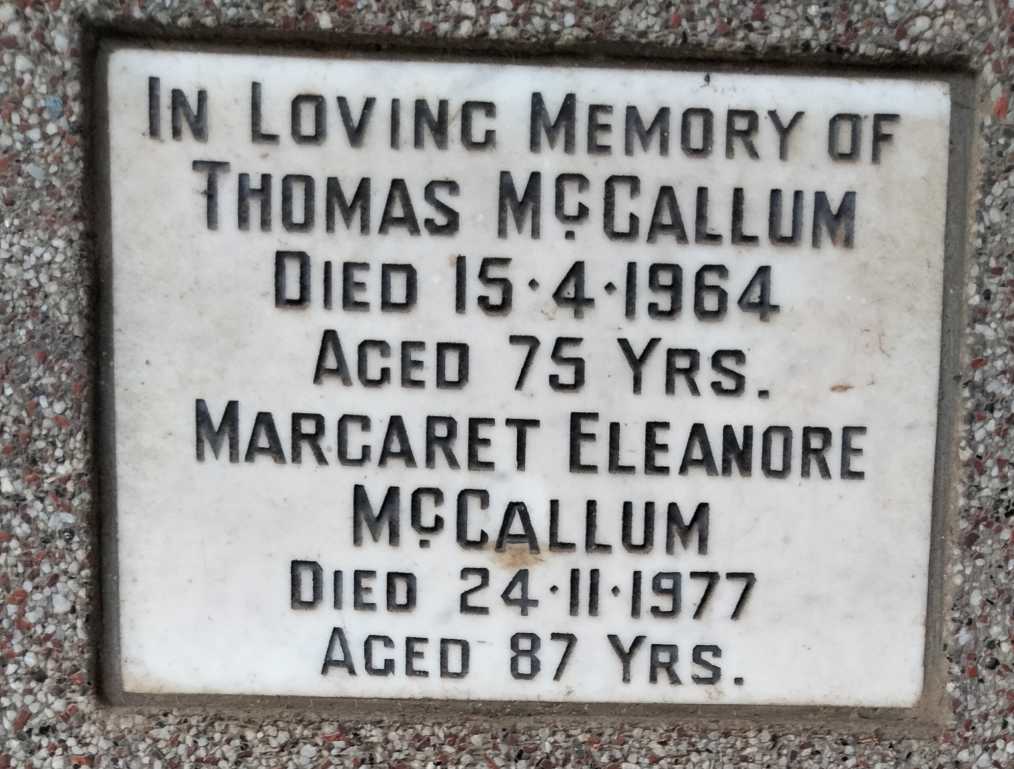 In Loving Memory of
Thomas McCallum
Died 15·4·1964
Aged 75 Yrs.
Margaret Eleanore
McCallum
Died 24·11·1977
Aged 87 Yrs.